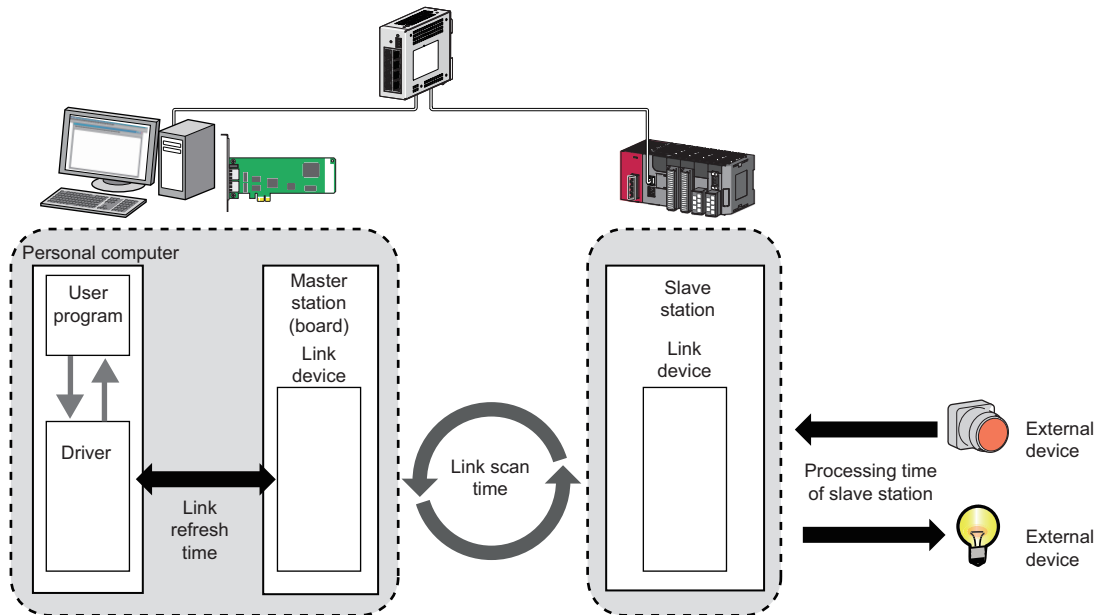 Personal computer
User
program
Driver
Link
refresh
time
Master
station
(board)
Link
device
Link scan
time
Slave
station
Link
device
Processing time
of slave station
External
device
External
device